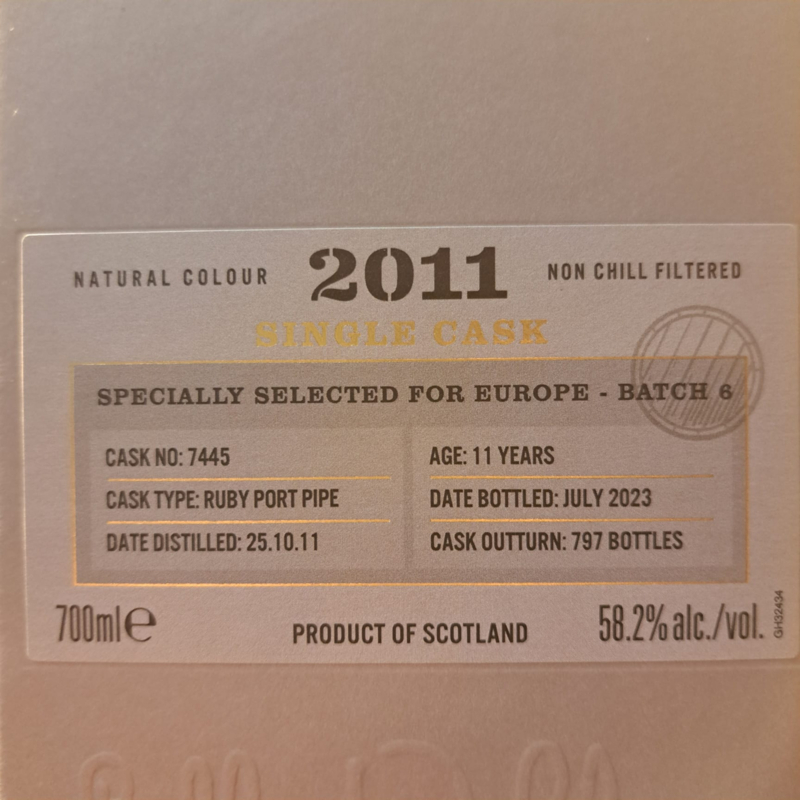 NATURAL COLOUR
2011
NON CHILL FILTERED
SINGLE CASK
SPECIALLY SELECTED FOR EUROPE - BATCH 6
CASK NO: 7445
AGE: 11 YEARS
CASK TYPE: RUBY PORT PIPE
DATE BOTTLED: JULY 2023
DATE DISTILLED: 25.10.11
CASK OUTTURN: 797 BOTTLES
700ml℮
PRODUCT OF SCOTLAND
58.2% alc./vol.
GH32434